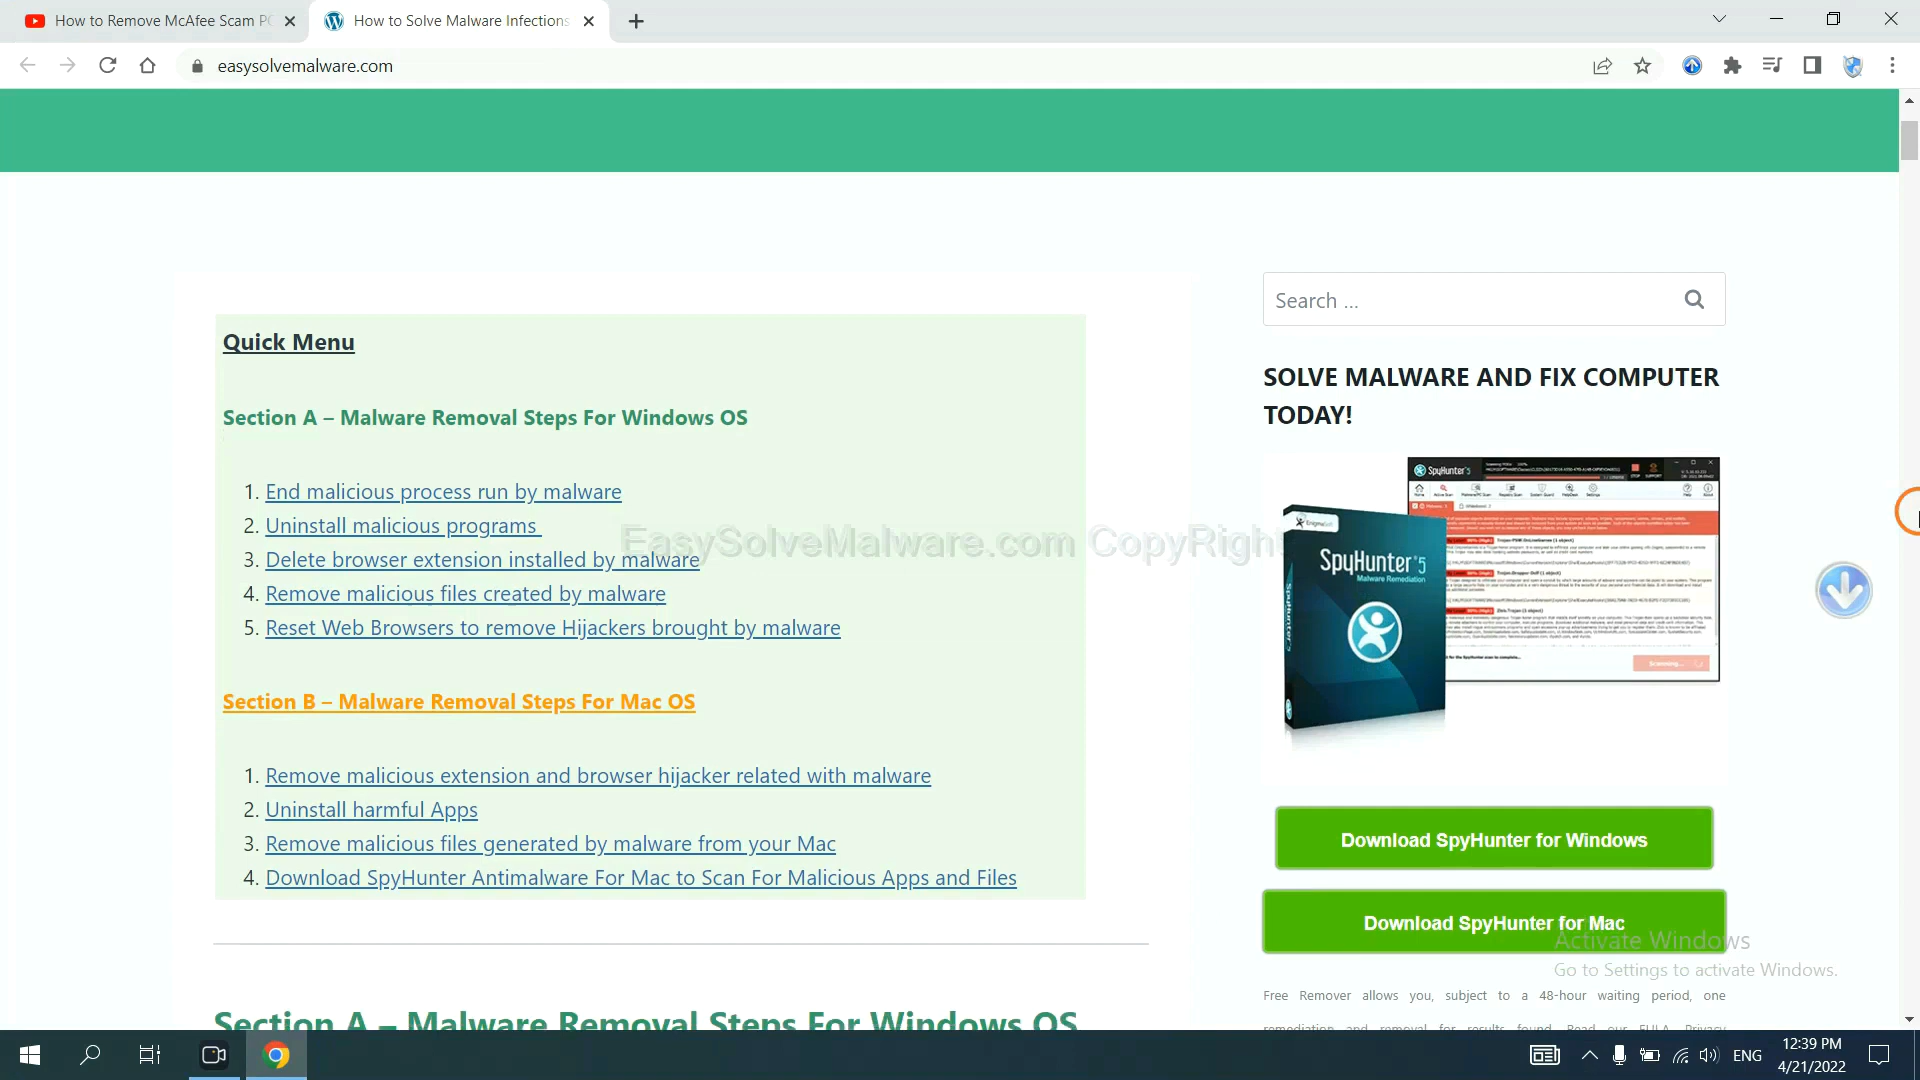 How to Remove McAfee Scam PC
How to Solve Malware Infections
easysolvemalware.com
Quick Menu
Section A – Malware Removal Steps For Windows OS
1. End malicious process run by malware
2. Uninstall malicious programs
3. Delete browser extension installed by malware
4. Remove malicious files created by malware
5. Reset Web Browsers to remove Hijackers brought by malware
Section B – Malware Removal Steps For Mac OS
1. Remove malicious extension and browser hijacker related with malware
2. Uninstall harmful Apps
3. Remove malicious files generated by malware from your Mac
4. Download SpyHunter Antimalware For Mac to Scan For Malicious Apps and Files
Section A – Malware Removal Steps For Windows OS
EasySolveMalware.com CopyRight
Search ...
SOLVE MALWARE AND FIX COMPUTER
TODAY!
SpyHunter 5
EnigmaSoft
SpyHunter 5
Malware Remediation
SpyHunter 5
Scanning...
Download SpyHunter for Windows
Download SpyHunter for Mac
Activate Windows
Go to Settings to activate Windows.
Free Remover allows you, subject to a 48-hour waiting period, one
remediation and removal for results found. Read our EULA, Privacy
ENG
12:39 PM
4/21/2022